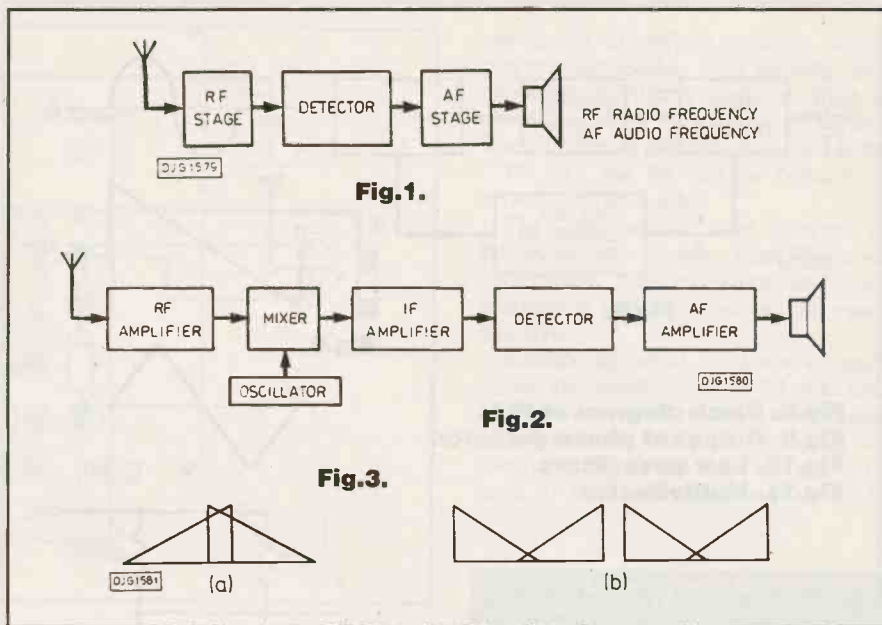 RF
STAGE
DETECTOR
AF
STAGE
RF RADIO FREQUENCY
AF AUDIO FREQUENCY
DJG1579
Fig.1.
RF
AMPLIFIER
MIXER
IF
AMPLIFIER
DETECTOR
AF
AMPLIFIER
OSCILLATOR
DJG1580
Fig.2.
Fig.3.
DJG1581
(a)
(b)